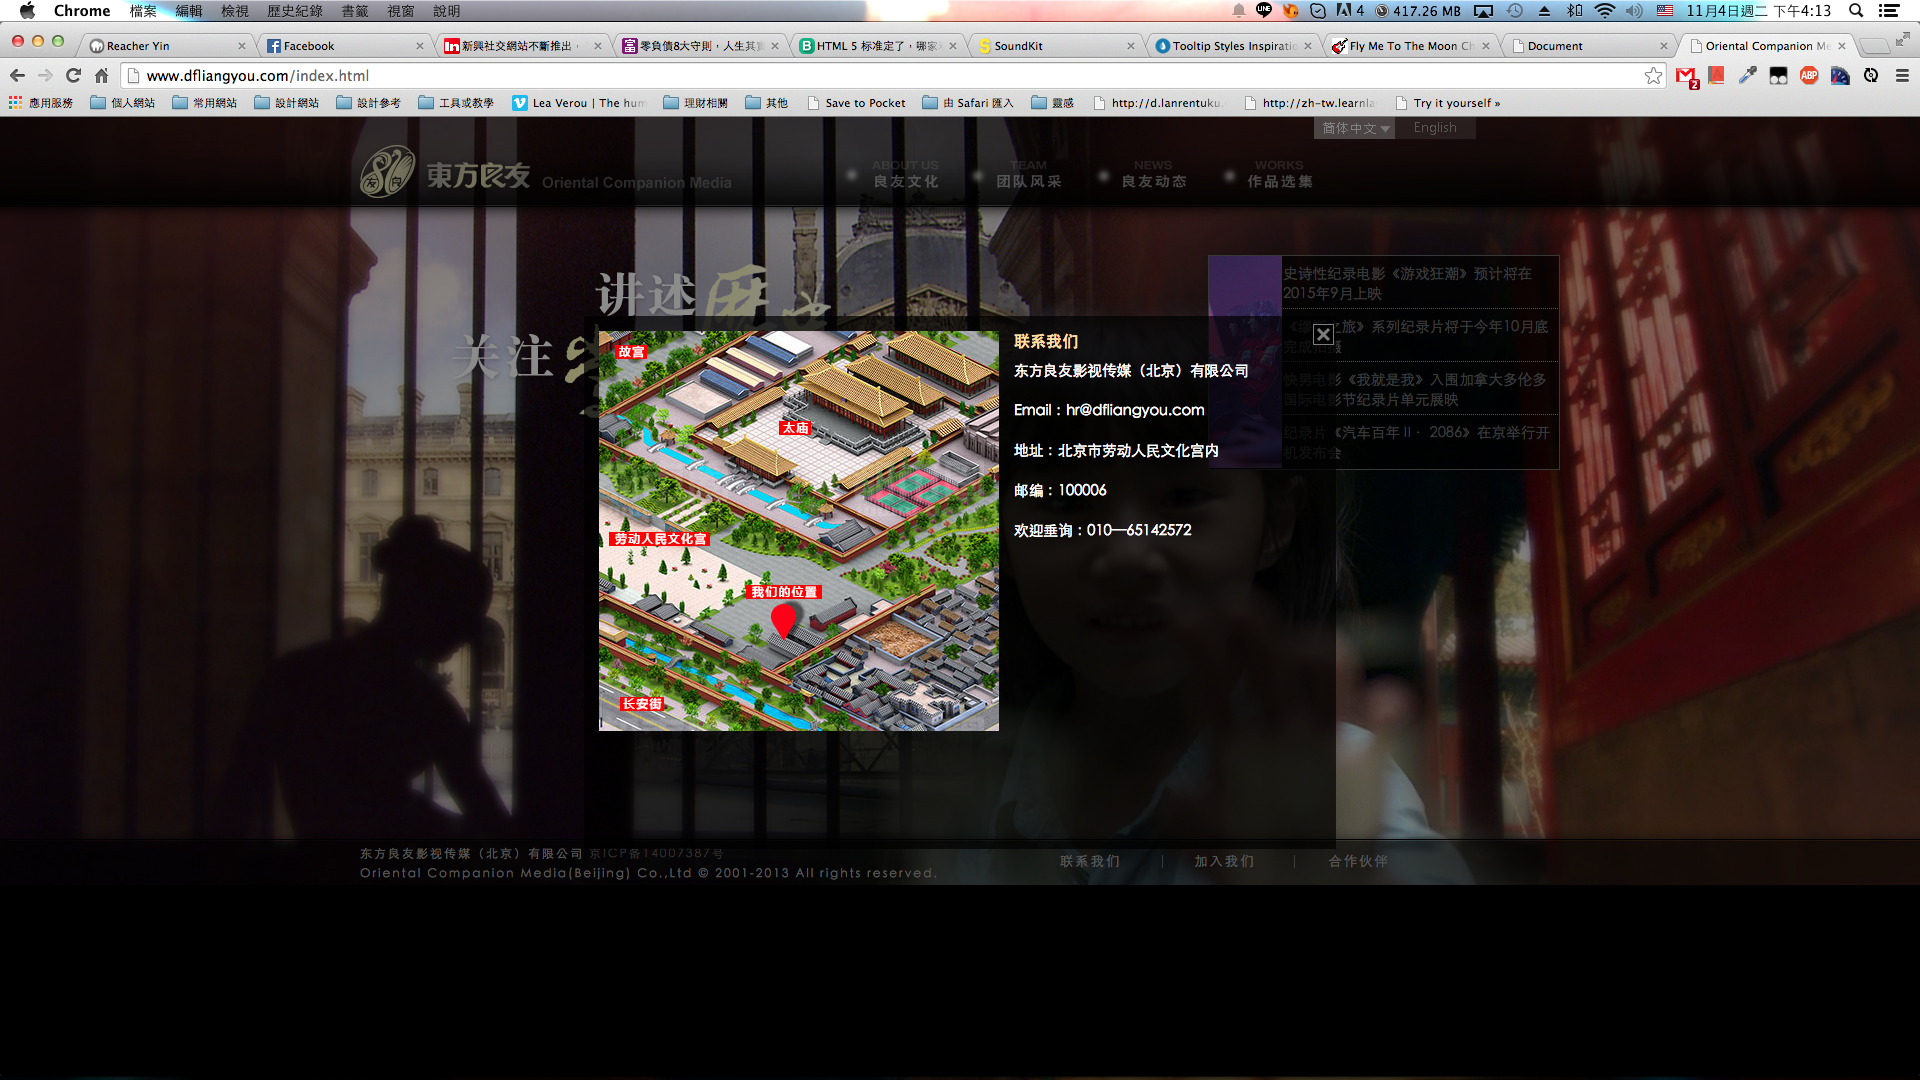 Chrome 檔案 編輯 檢視 歷史紀錄 書籤 視窗 說明 4 417.26 MB 11月4日週二 下午4:13
Reacher Yin Facebook 新興社交網站不斷推出， 零負債8大守則，人生其實 HTML 5 标准定了，哪家 SoundKit Tooltip Styles Inspiratio Fly Me To The Moon Ch Document Oriental Companion Me
www.dfliangyou.com/index.html 2 ABP
應用服務 個人網站 常用網站 設計網站 設計參考 工具或教學 Lea Verou | The hum 理財相關 其他 Save to Pocket 由 Safari 匯入 靈感 http://d.lanrentuku. http://zh-tw.learnla Try it yourself »
简体中文 English
東方良友 Oriental Companion Media
ABOUT US TEAM NEWS WORKS
良友文化 团队风采 良友动态 作品选集
讲述历史
关注
史诗性纪录电影《游戏狂潮》预计将在
2015年9月上映
之旅》系列纪录片将于今年10月底
快男电影《我就是我》入围加拿大多伦多
国际电影节纪录片单元展映
纪录片《汽车百年Ⅱ· 2086》在京举行开
机发布会
故宫
太庙
劳动人民文化宫
我们的位置
长安街
联系我们
东方良友影视传媒（北京）有限公司
Email : hr@dfliangyou.com
地址 : 北京市劳动人民文化宫内
邮编 : 100006
欢迎垂询 : 010—65142572
东方良友影视传媒（北京）有限公司 京ICP备14007387号
Oriental Companion Media(Beijing) Co.,Ltd © 2001-2013 All rights reserved.
联系我们 | 加入我们 | 合作伙伴